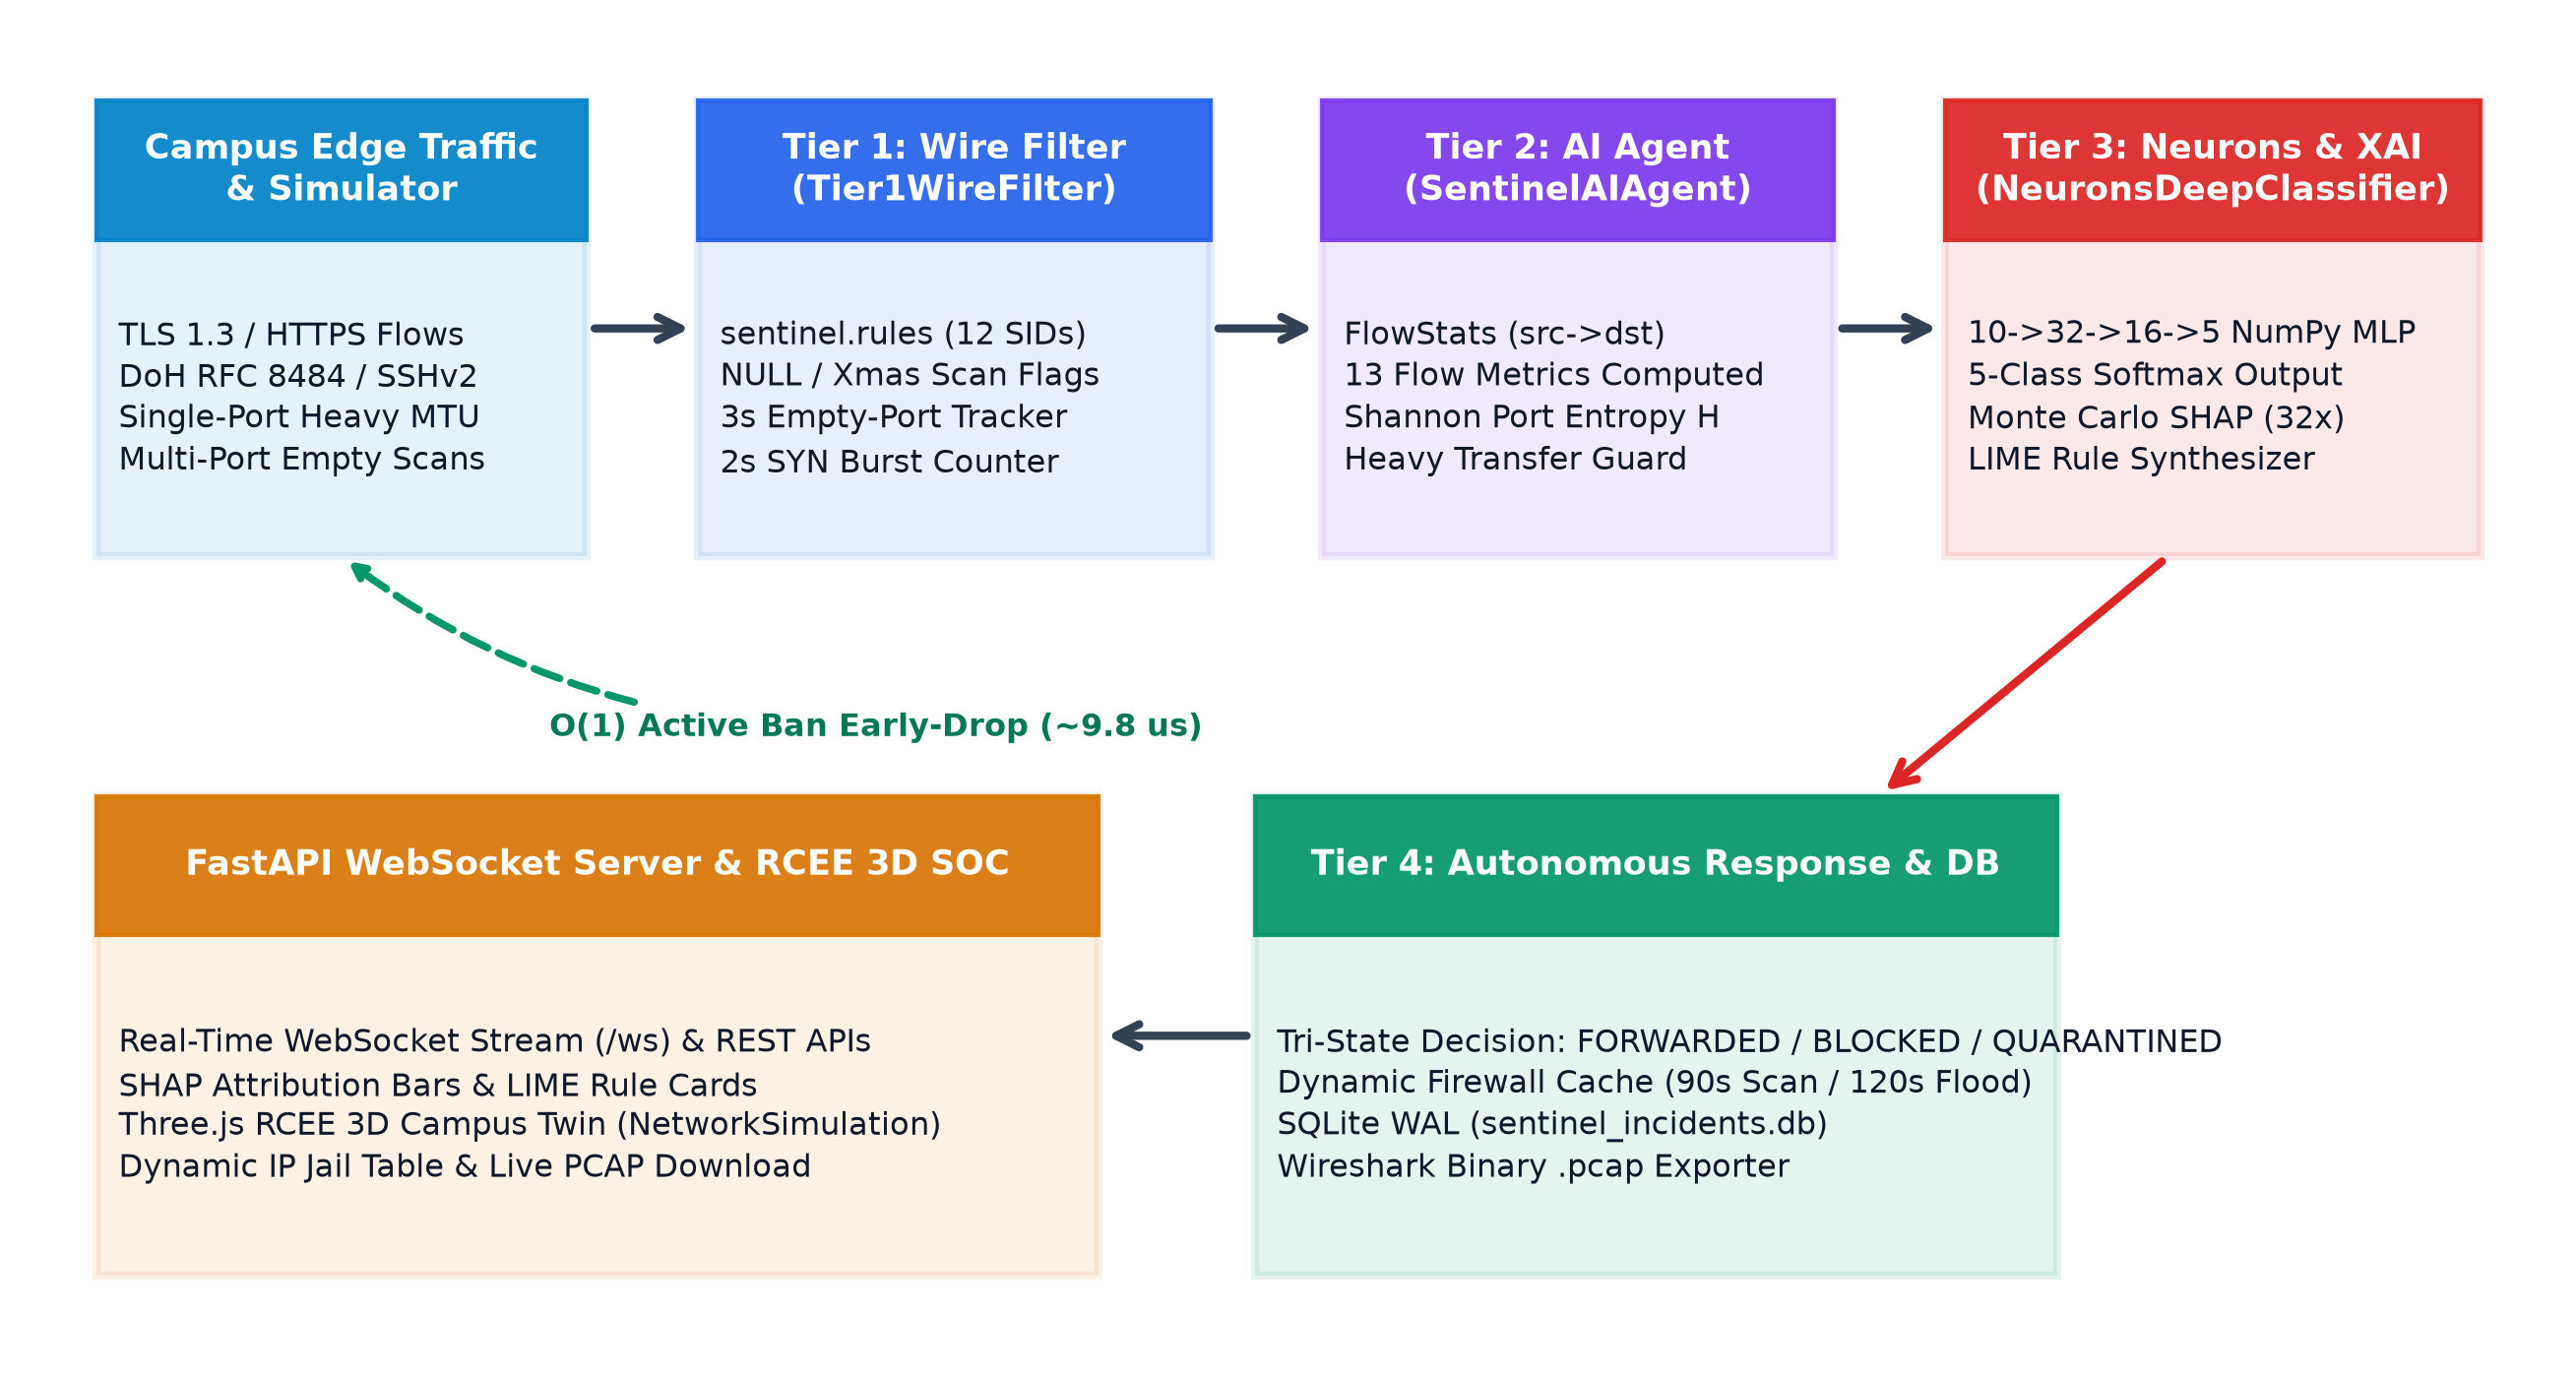 Campus Edge Traffic
& Simulator
TLS 1.3 / HTTPS Flows
DoH RFC 8484 / SSHv2
Single-Port Heavy MTU
Multi-Port Empty Scans
Tier 1: Wire Filter
(Tier1WireFilter)
sentinel.rules (12 SIDs)
NULL / Xmas Scan Flags
3s Empty-Port Tracker
2s SYN Burst Counter
Tier 2: AI Agent
(SentinelAIAgent)
FlowStats (src->dst)
13 Flow Metrics Computed
Shannon Port Entropy H
Heavy Transfer Guard
Tier 3: Neurons & XAI
(NeuronsDeepClassifier)
10->32->16->5 NumPy MLP
5-Class Softmax Output
Monte Carlo SHAP (32x)
LIME Rule Synthesizer
O(1) Active Ban Early-Drop (~9.8 us)
FastAPI WebSocket Server & RCEE 3D SOC
Real-Time WebSocket Stream (/ws) & REST APIs
SHAP Attribution Bars & LIME Rule Cards
Three.js RCEE 3D Campus Twin (NetworkSimulation)
Dynamic IP Jail Table & Live PCAP Download
Tier 4: Autonomous Response & DB
Tri-State Decision: FORWARDED / BLOCKED / QUARANTINED
Dynamic Firewall Cache (90s Scan / 120s Flood)
SQLite WAL (sentinel_incidents.db)
Wireshark Binary .pcap Exporter